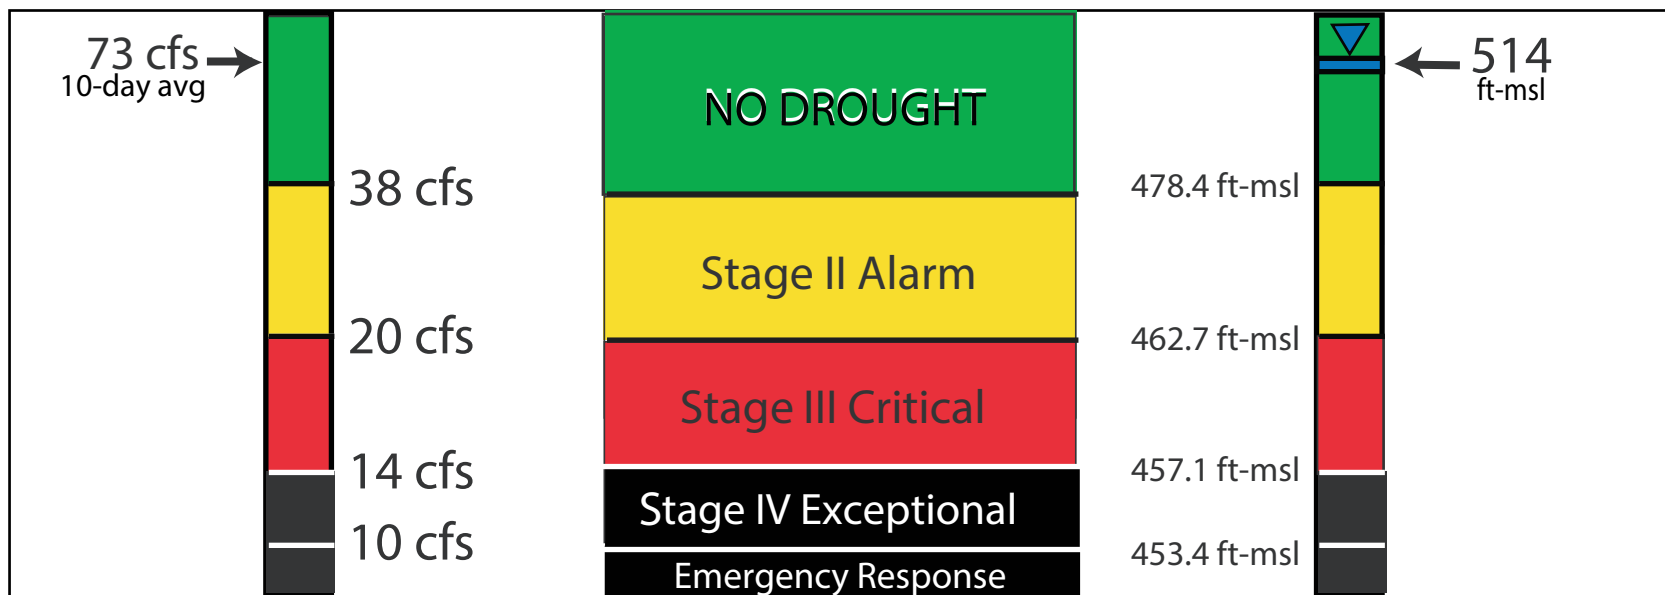 73 cfs
10-day avg
38 cfs
20 cfs
14 cfs
10 cfs
NO DROUGHT
Stage II Alarm
Stage III Critical
Stage IV Exceptional
Emergency Response
514
ft-msl
478.4 ft-msl
462.7 ft-msl
457.1 ft-msl
453.4 ft-msl